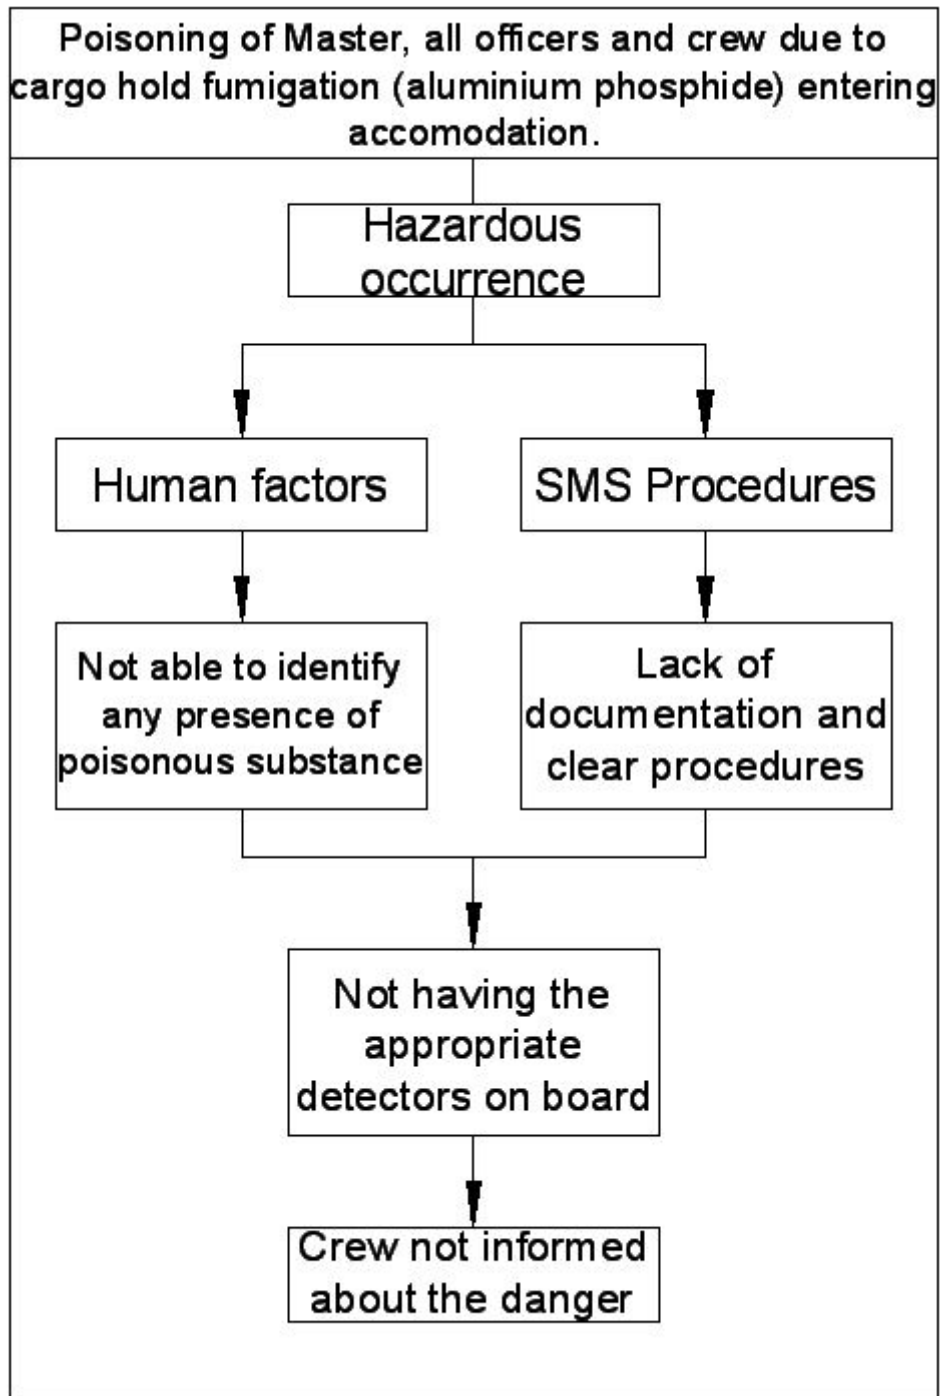 Poisoning of Master, all officers and crew due to
cargo hold fumigation (aluminium phosphide) entering
accomodation.
Hazardous
occurrence
Human factors
SMS Procedures
Not able to identify
any presence of
poisonous substance
Lack of
documentation and
clear procedures
Not having the
appropriate
detectors on board
Crew not informed
about the danger